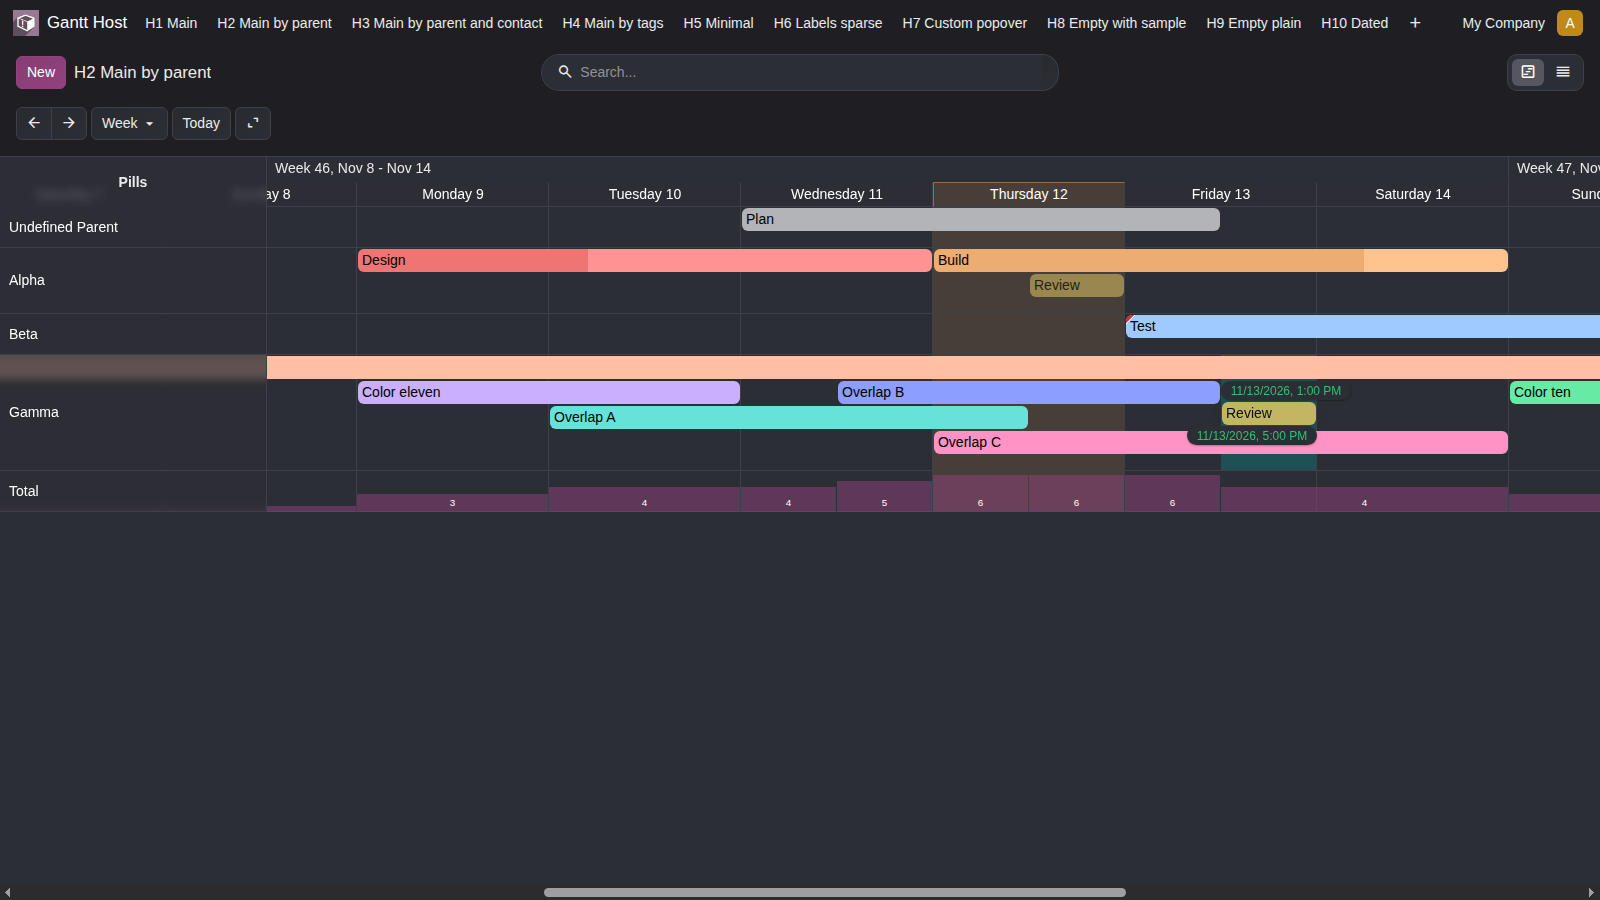 Gantt Host H1 Main H2 Main by parent H3 Main by parent and contact H4 Main by tags H5 Minimal H6 Labels sparse H7 Custom popover H8 Empty with sample H9 Empty plain H10 Dated + My Company A
New H2 Main by parent Search...
Week Today
Pills
Week 46, Nov 8 - Nov 14 Week 47, Nov
ay 8 Monday 9 Tuesday 10 Wednesday 11 Thursday 12 Friday 13 Saturday 14 Sund
Undefined Parent Plan
Alpha Design Build
Review
Beta Test
Gamma
Color eleven Overlap B 11/13/2026, 1:00 PM Color ten
Overlap A Review
Overlap C 11/13/2026, 5:00 PM
Total 3 4 4 5 6 6 6 4